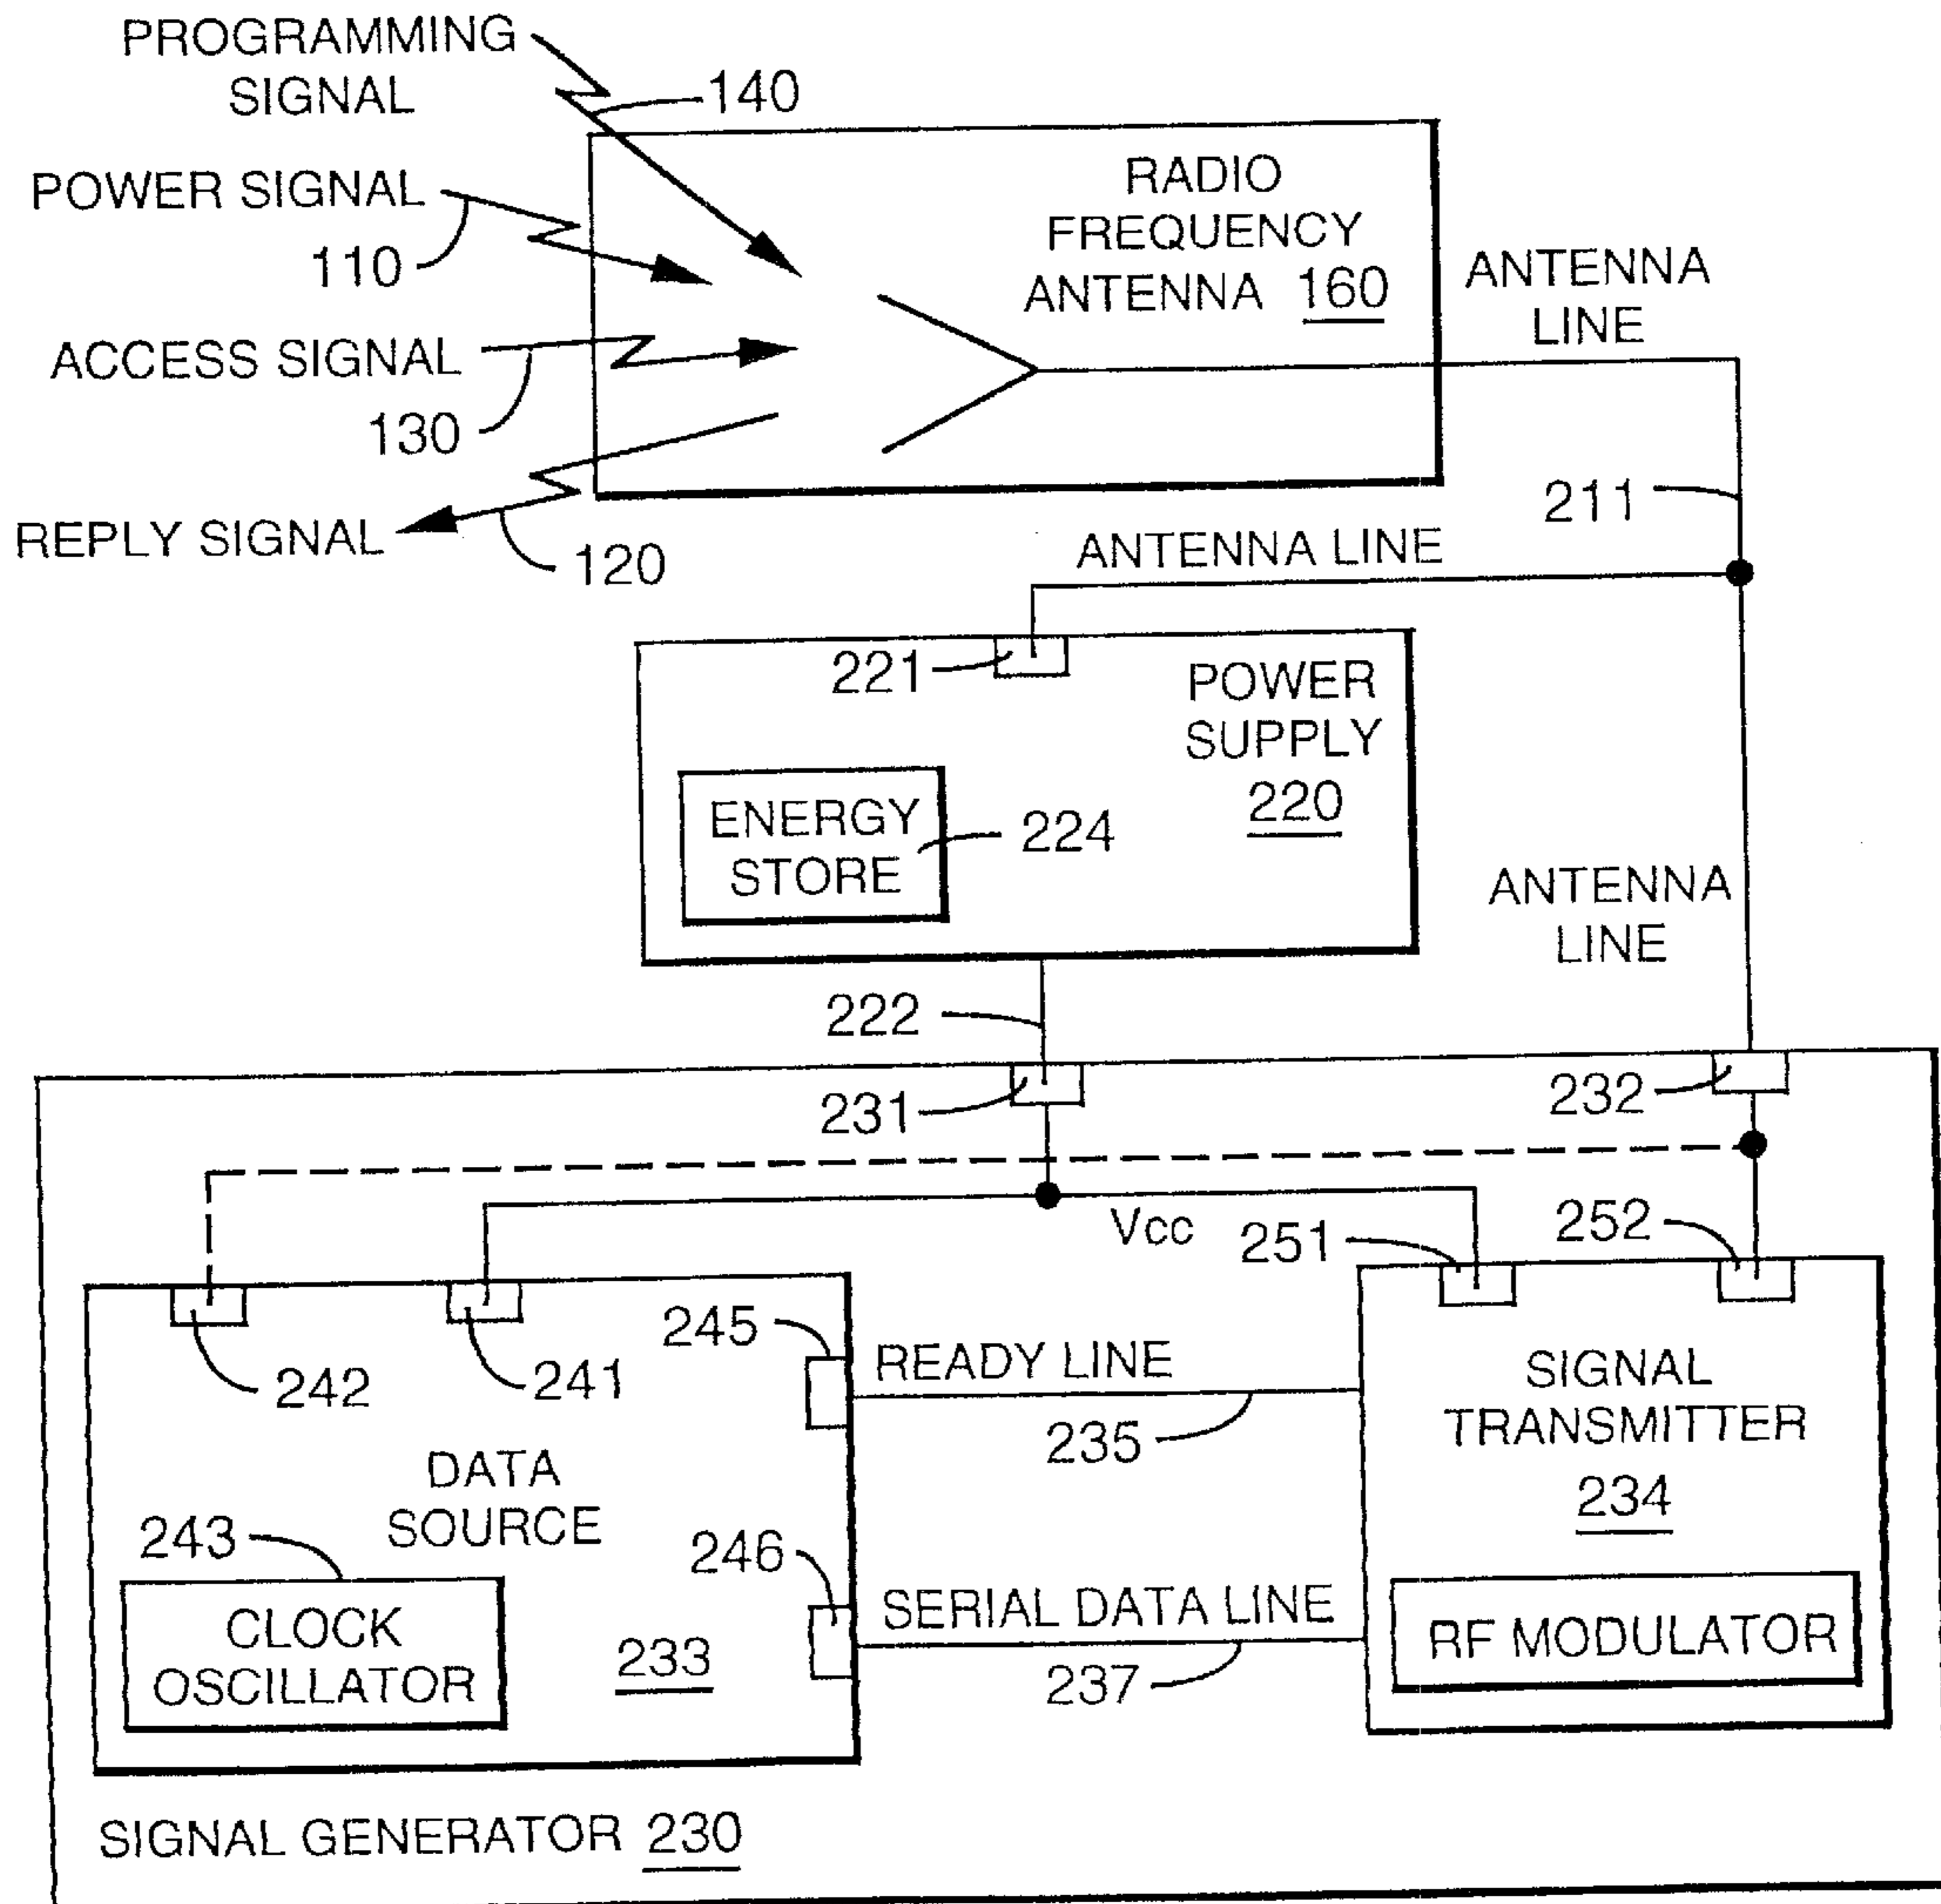 PROGRAMMING
SIGNAL
140
POWER SIGNAL
110
RADIO
FREQUENCY
ANTENNA 160
ANTENNA
LINE
ACCESS SIGNAL
130
REPLY SIGNAL
120
211
ANTENNA LINE
221
POWER
SUPPLY
220
ENERGY
STORE
224
ANTENNA
LINE
222
231
232
Vcc
251
252
242
241
245
READY LINE
235
SIGNAL
TRANSMITTER
234
DATA
SOURCE
243
246
CLOCK
OSCILLATOR
233
SERIAL DATA LINE
237
RF MODULATOR
SIGNAL GENERATOR 230